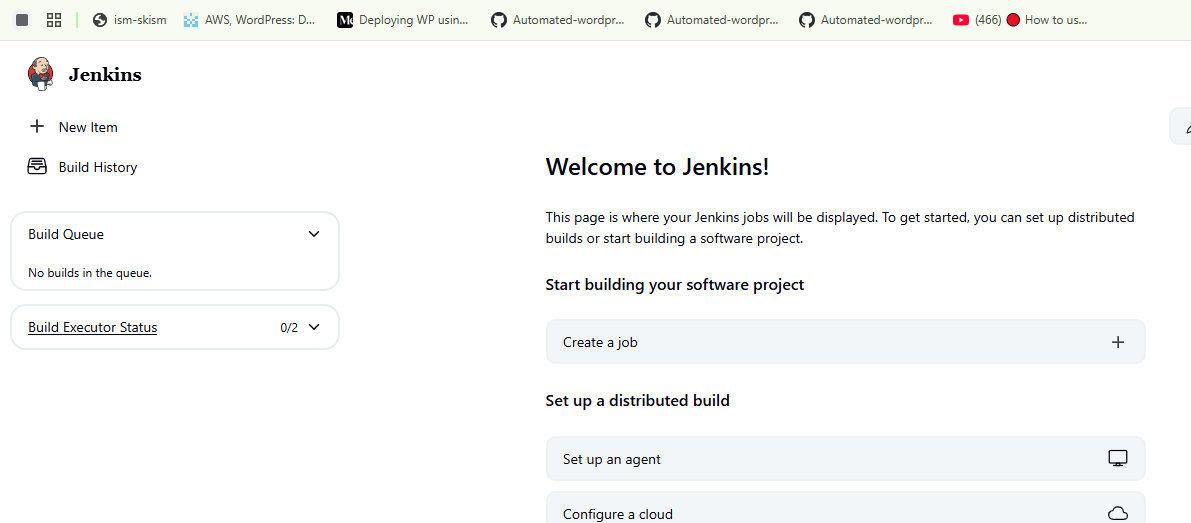 ism-skism
AWS, WordPress: D...
Deploying WP usin...
Automated-wordpr...
Automated-wordpr...
Automated-wordpr...
(466) 🔴 How to us...
Jenkins
New Item
Build History
Build Queue
No builds in the queue.
Build Executor Status
0/2
Welcome to Jenkins!
This page is where your Jenkins jobs will be displayed. To get started, you can set up distributed
builds or start building a software project.
Start building your software project
Create a job
Set up a distributed build
Set up an agent
Configure a cloud